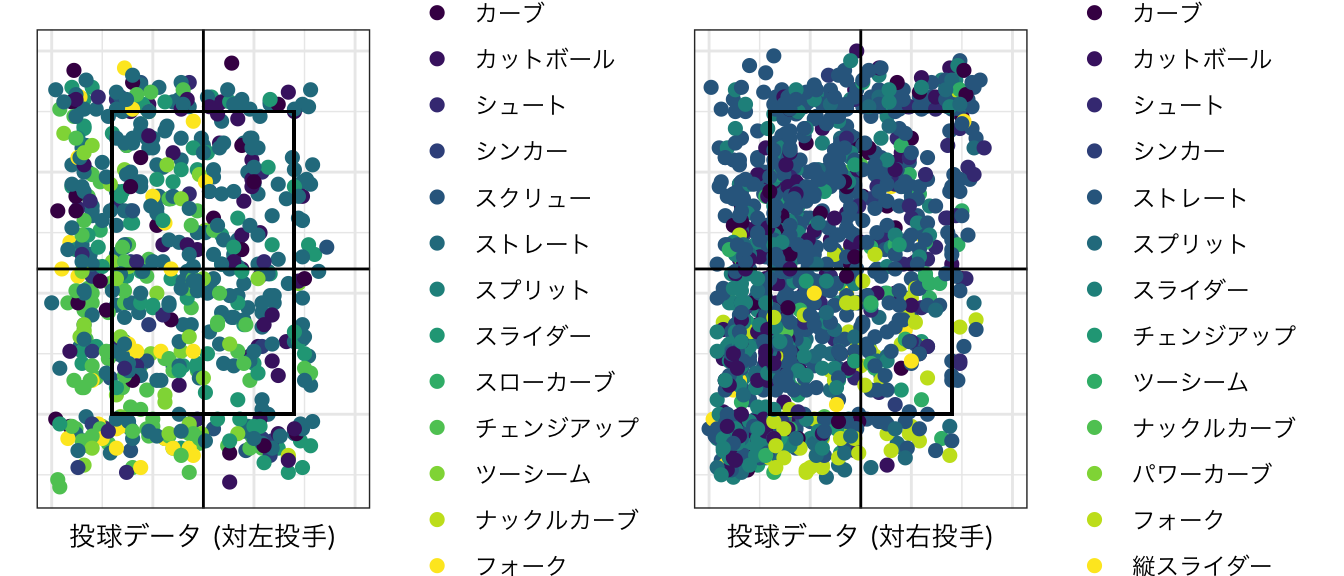 カーブ
カットボール
シュート
シンカー
スクリュー
ストレート
スプリット
スライダー
スローカーブ
チェンジアップ
ツーシーム
ナックルカーブ
フォーク
投球データ (対左投手)
カーブ
カットボール
シュート
シンカー
ストレート
スプリット
スライダー
チェンジアップ
ツーシーム
ナックルカーブ
パワーカーブ
フォーク
縦スライダー
投球データ (対右投手)